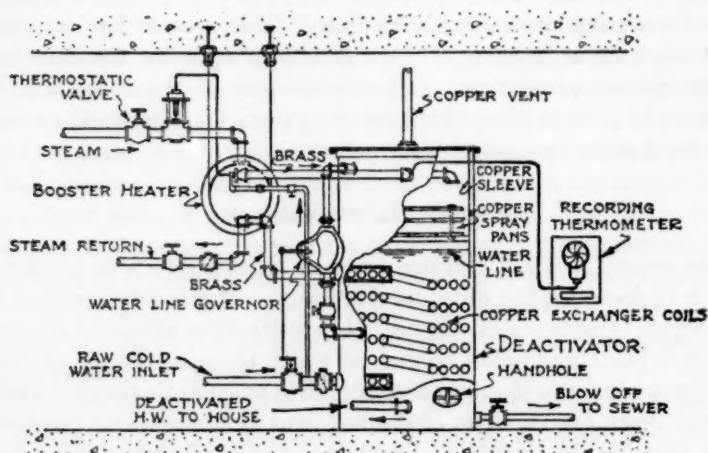 THERMOSTATIC
VALVE
STEAM
BOOSTER HEATER
STEAM RETURN
BRASS
WATER LINE GOVERNOR
RAW COLD
WATER INLET
DEACTIVATED
H.W. TO HOUSE
BRASS
COPPER VENT
COPPER
SLEEVE
COPPER
SPRAY
PANS
WATER
LINE
RECORDING
THERMOMETER
COPPER EXCHANGER COILS
DEACTIVATOR
HANDHOLE
BLOW OFF
TO SEWER